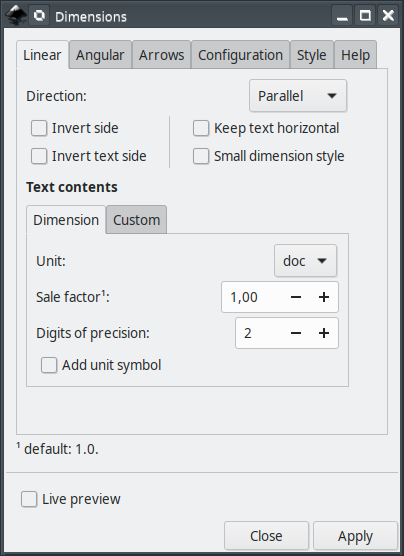 Dimensions
Linear Angular Arrows Configuration Style Help
Direction: Parallel
Invert side Keep text horizontal
Invert text side Small dimension style
Text contents
Dimension Custom
Unit: doc
Sale factor¹: 1,00 − +
Digits of precision: 2 − +
Add unit symbol
¹ default: 1.0.
Live preview
Close Apply